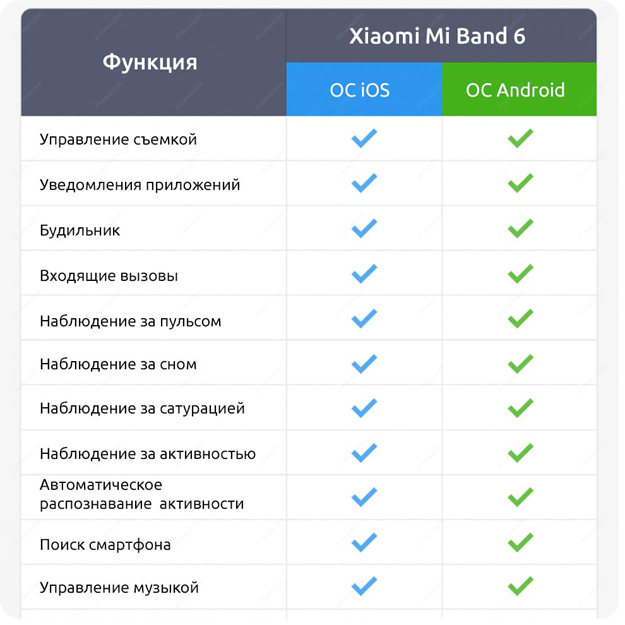 Функция
Xiaomi Mi Band 6
ОС iOS
ОС Android
Управление съемкой
Уведомления приложений
Будильник
Входящие вызовы
Наблюдение за пульсом
Наблюдение за сном
Наблюдение за сатурацией
Наблюдение за активностью
Автоматическое
распознавание активности
Поиск смартфона
Управление музыкой